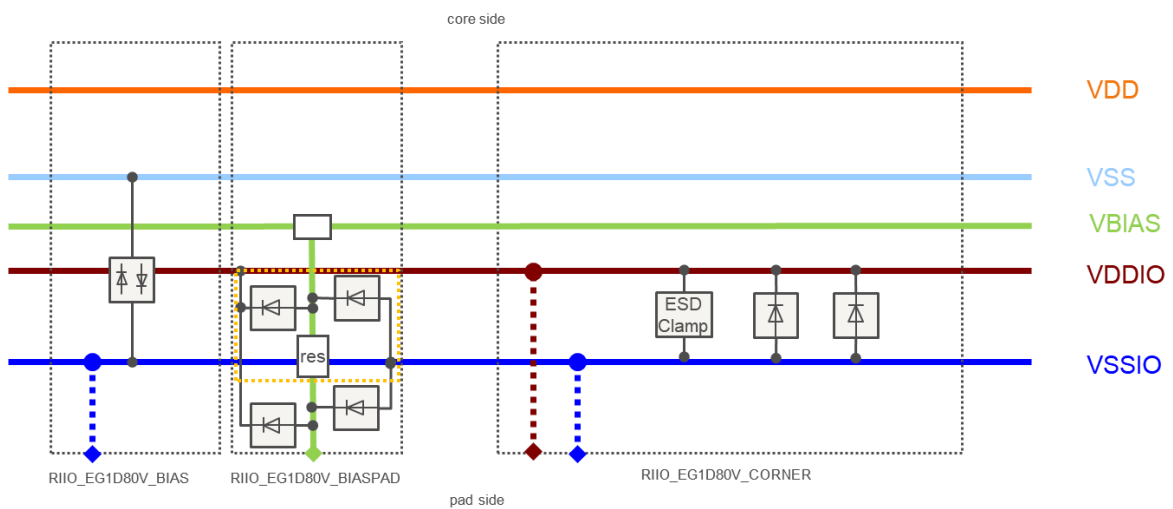 core side
VDD
VSS
VBIAS
VDDIO
ESD
Clamp
res
VSSIO
RIIO_EG1D80V_BIAS
RIIO_EG1D80V_BIASPAD
RIIO_EG1D80V_CORNER
pad side